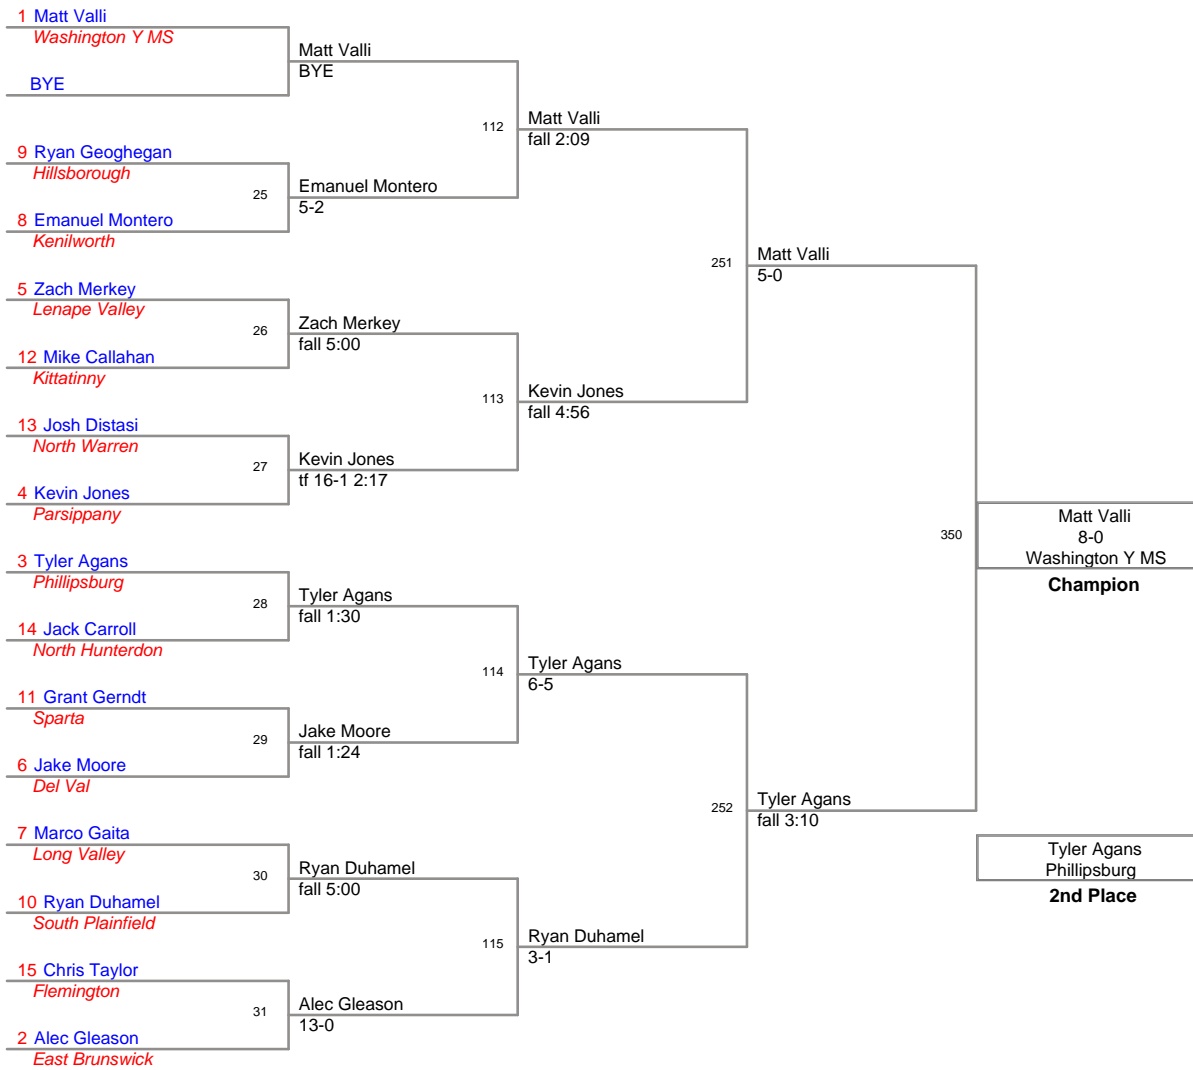 1 Matt Valli
Washington Y MS
BYE
9 Ryan Geoghegan
Hillsborough
8 Emanuel Montero
Kenilworth
5 Zach Merkey
Lenape Valley
12 Mike Callahan
Kittatinny
13 Josh Distasi
North Warren
4 Kevin Jones
Parsippany
3 Tyler Agans
Phillipsburg
14 Jack Carroll
North Hunterdon
11 Grant Gerndt
Sparta
6 Jake Moore
Del Val
7 Marco Gaita
Long Valley
10 Ryan Duhamel
South Plainfield
15 Chris Taylor
Flemington
2 Alec Gleason
East Brunswick
Matt Valli
BYE
25
Emanuel Montero
5-2
26
Zach Merkey
fall 5:00
27
Kevin Jones
tf 16-1 2:17
28
Tyler Agans
fall 1:30
29
Jake Moore
fall 1:24
30
Ryan Duhamel
fall 5:00
31
Alec Gleason
13-0
112
Matt Valli
fall 2:09
113
Kevin Jones
fall 4:56
114
Tyler Agans
6-5
115
Ryan Duhamel
3-1
251
Matt Valli
5-0
252
Tyler Agans
fall 3:10
350
Matt Valli
8-0
Washington Y MS
Champion
Tyler Agans
Phillipsburg
2nd Place